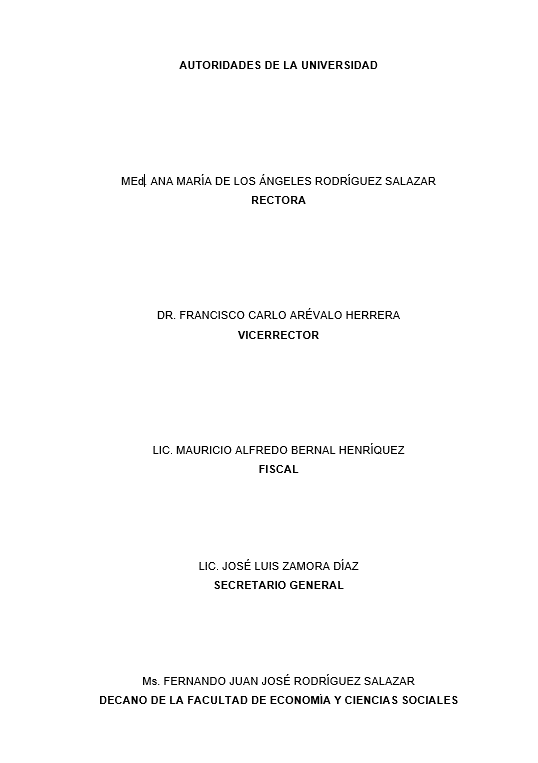 AUTORIDADES DE LA UNIVERSIDAD
MEd. ANA MARÍA DE LOS ÁNGELES RODRÍGUEZ SALAZAR
RECTORA
DR. FRANCISCO CARLO ARÉVALO HERRERA
VICERRECTOR
LIC. MAURICIO ALFREDO BERNAL HENRÍQUEZ
FISCAL
LIC. JOSÉ LUIS ZAMORA DÍAZ
SECRETARIO GENERAL
Ms. FERNANDO JUAN JOSÉ RODRÍGUEZ SALAZAR
DECANO DE LA FACULTAD DE ECONOMÌA Y CIENCIAS SOCIALES